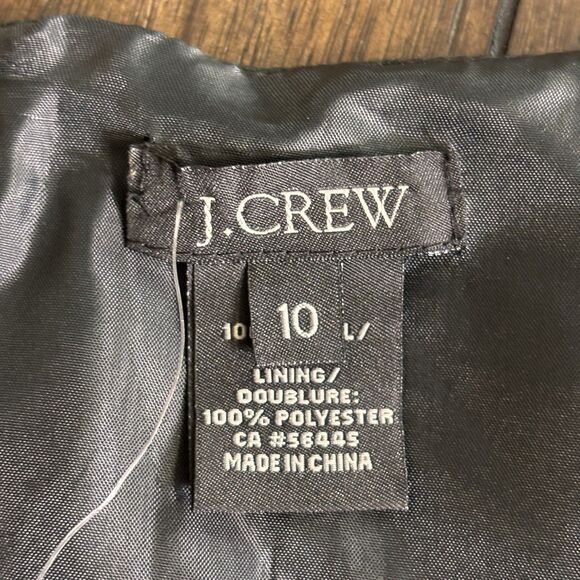 J.CREW
10
10 L/
LINING/
DOUBLURE:
100% POLYESTER
CA #56445
MADE IN CHINA